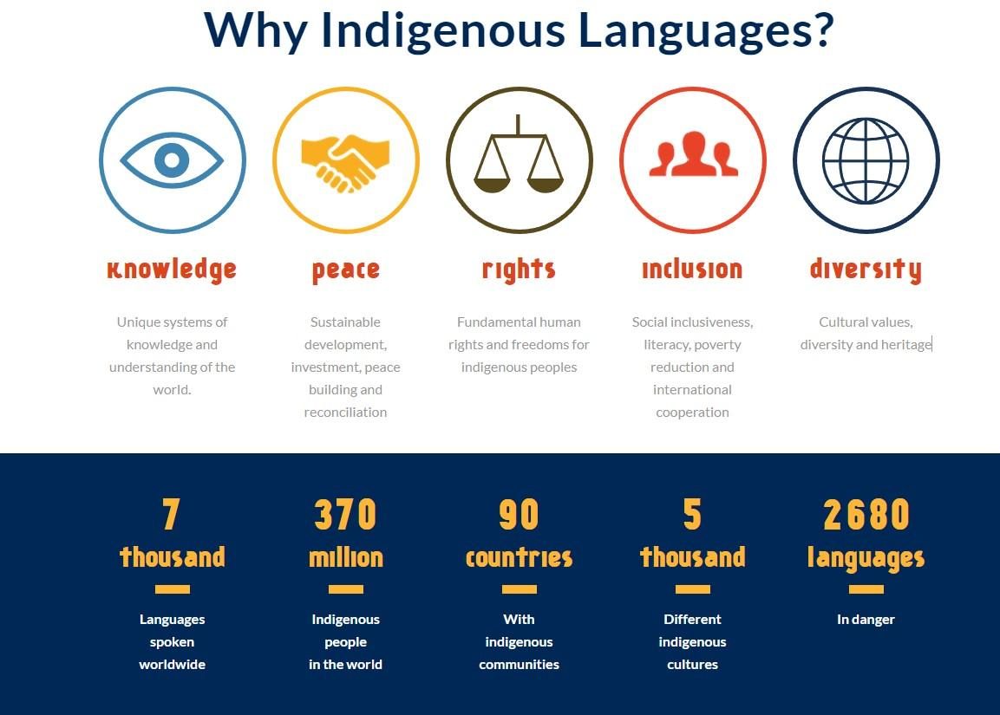 Why Indigenous Languages?
knowledge
Unique systems of
knowledge and
understanding of the
world.
peace
Sustainable
development,
investment, peace
building and
reconciliation
rights
Fundamental human
rights and freedoms for
indigenous peoples
inclusion
Social inclusiveness,
literacy, poverty
reduction and
international
cooperation
diversity
Cultural values,
diversity and heritage
7
thousand
Languages
spoken
worldwide
370
million
Indigenous
people
in the world
90
countries
With
indigenous
communities
5
thousand
Different
indigenous
cultures
2680
languages
In danger